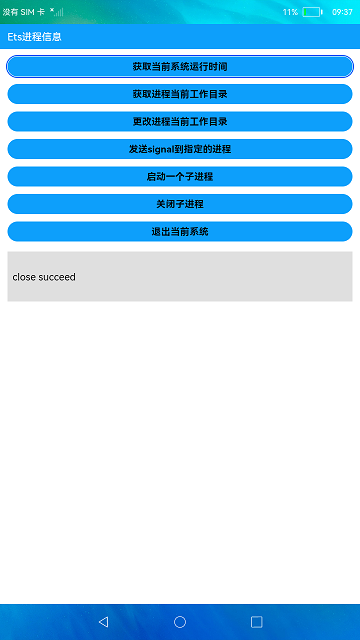 没有 SIM 卡
11%
09:37
Ets进程信息
获取当前系统运行时间
获取进程当前工作目录
更改进程当前工作目录
发送signal到指定的进程
启动一个子进程
关闭子进程
退出当前系统
close succeed